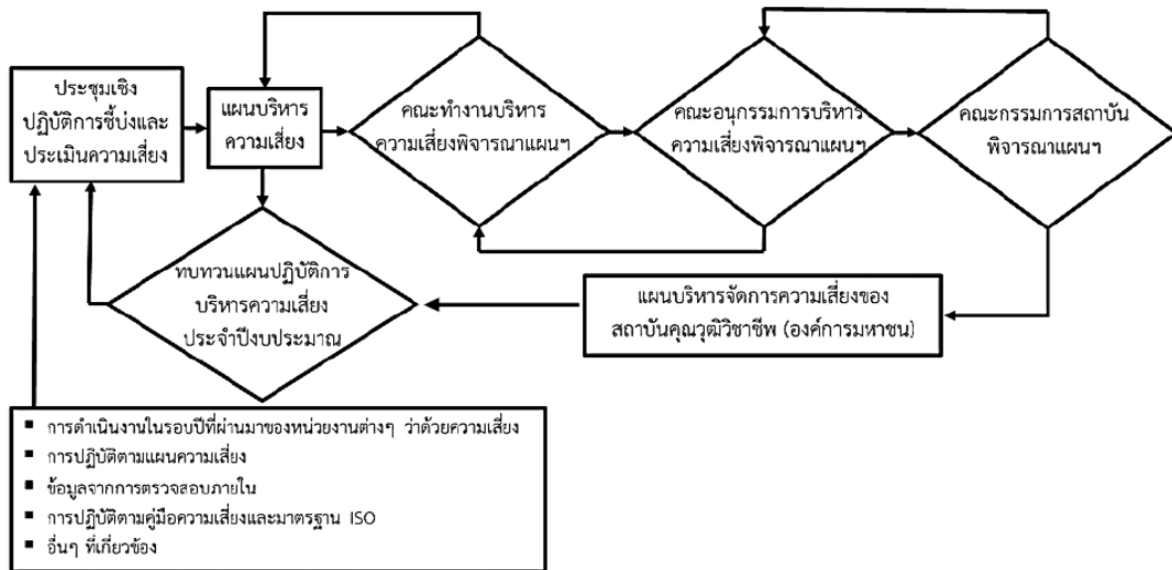 ประชุมเชิง
ปฏิบัติการชี้บ่งและ
ประเมินความเสี่ยง
แผนบริหาร
ความเสี่ยง
คณะทำงานบริหาร
ความเสี่ยงพิจารณาแผนฯ
คณะอนุกรรมการบริหาร
ความเสี่ยงพิจารณาแผนฯ
คณะกรรมการสถาบัน
พิจารณาแผนฯ
ทบทวนแผนปฏิบัติการ
บริหารความเสี่ยง
ประจำปีงบประมาณ
แผนบริหารจัดการความเสี่ยงของ
สถาบันคุณวุฒิวิชาชีพ (องค์การมหาชน)
▪ การดำเนินงานในรอบปีที่ผ่านมาของหน่วยงานต่างๆ ว่าด้วยความเสี่ยง
▪ การปฏิบัติตามแผนความเสี่ยง
▪ ข้อมูลจากการตรวจสอบภายใน
▪ การปฏิบัติตามคู่มือความเสี่ยงและมาตรฐาน ISO
▪ อื่นๆ ที่เกี่ยวข้อง